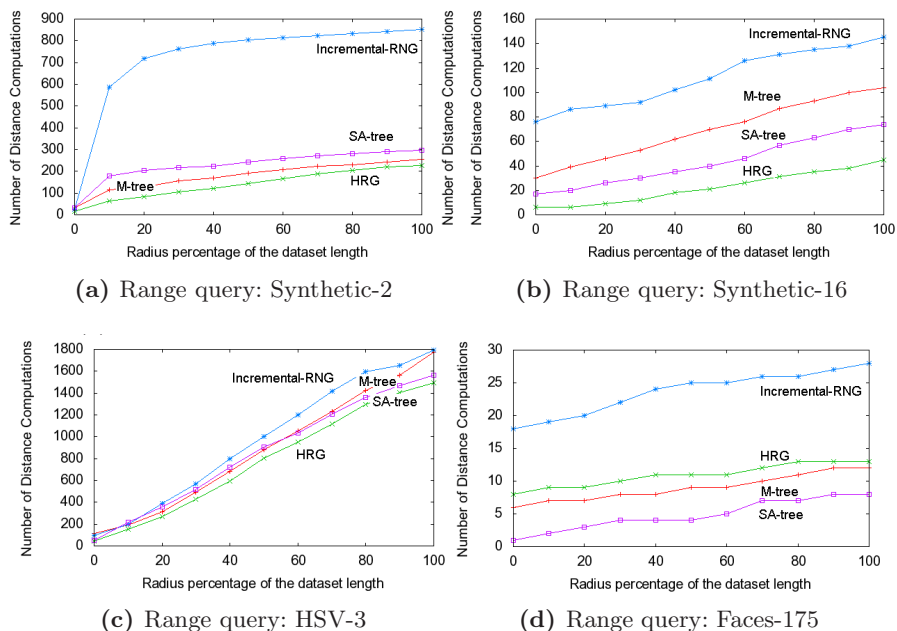 Number of Distance Computations
900
800
700
600
500
400
300
200
100
0
Incremental-RNG
SA-tree
M-tree
HRG
0 20 40 60 80 100
Radius percentage of the dataset length
(a) Range query: Synthetic-2
Number of Distance Computations
160
140
120
100
80
60
40
20
0
Incremental-RNG
M-tree
SA-tree
HRG
0 20 40 60 80 100
Radius percentage of the dataset length
(b) Range query: Synthetic-16
Number of Distance Computations
1800
1600
1400
1200
1000
800
600
400
200
0
Incremental-RNG
M-tree
SA-tree
HRG
0 20 40 60 80 100
Radius percentage of the dataset length
(c) Range query: HSV-3
Number of Distance Computations
30
25
20
15
10
5
0
Incremental-RNG
HRG
M-tree
SA-tree
0 20 40 60 80 100
Radius percentage of the dataset length
(d) Range query: Faces-175